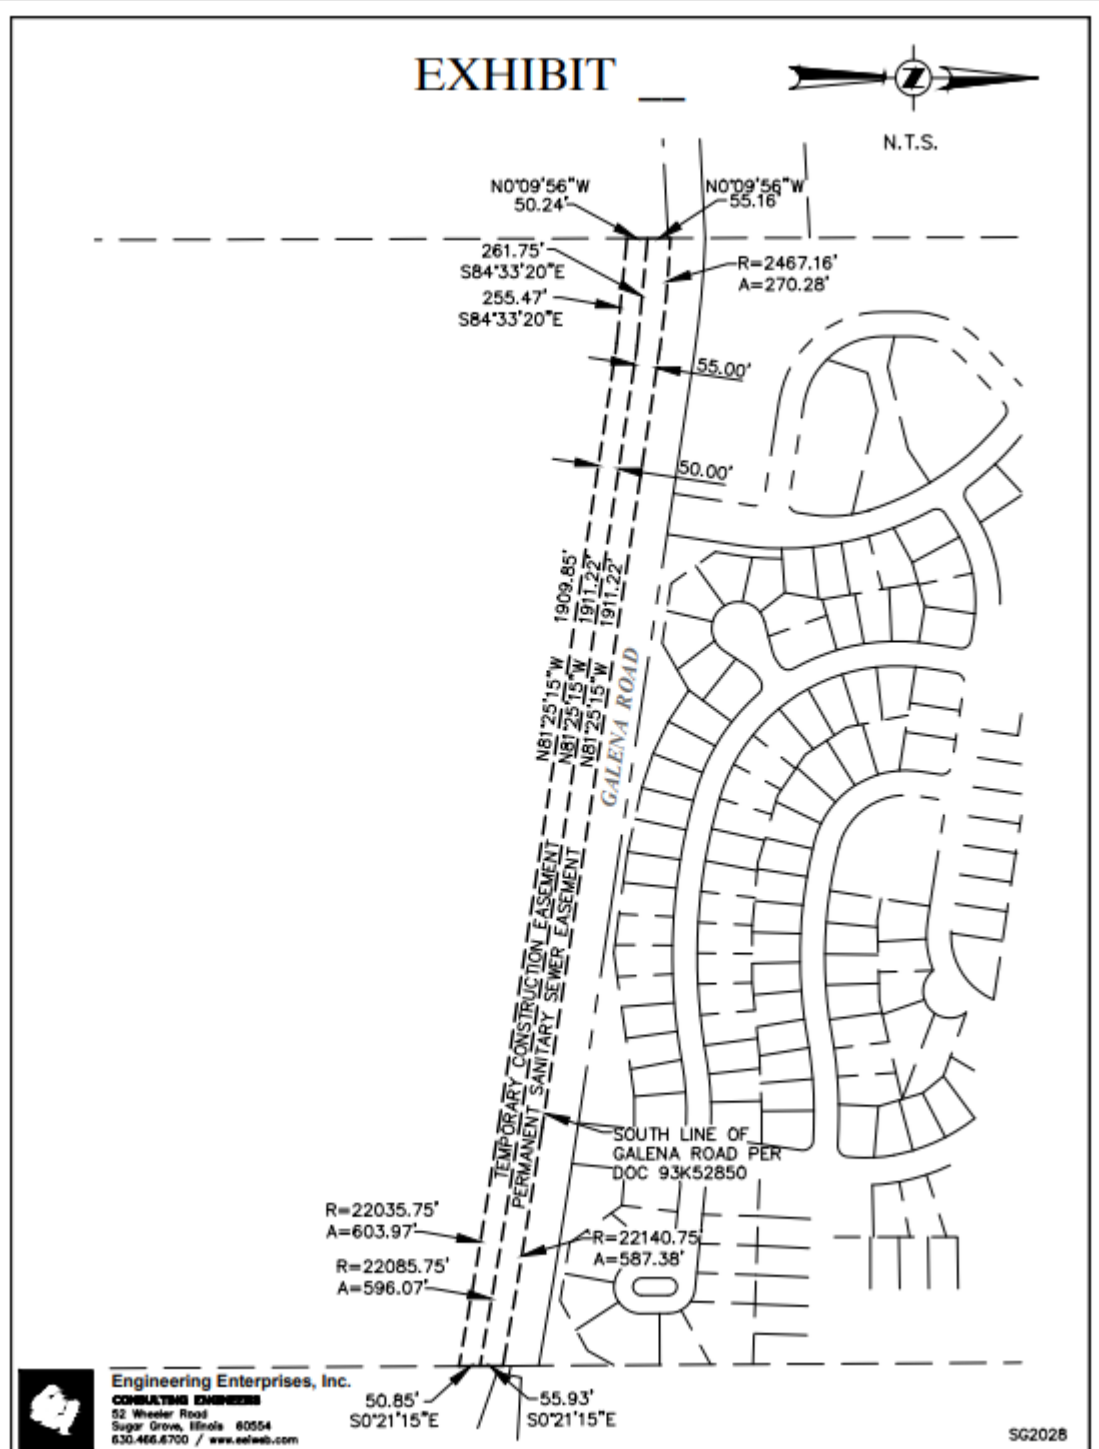 EXHIBIT __
N.T.S.
N0°09'56"W
50.24'
N0°09'56"W
55.16'
261.75'
S84°33'20"E
255.47'
S84°33'20"E
R=2467.16'
A=270.28'
55.00'
50.00'
N81°25'15"W 1909.85'
N81°25'15"W 1911.22'
N81°25'15"W 1911.22'
GALENA ROAD
TEMPORARY CONSTRUCTION EASEMENT
PERMANENT SANITARY SEWER EASEMENT
SOUTH LINE OF
GALENA ROAD PER
DOC 93K52850
R=22035.75'
A=603.97'
R=22085.75'
A=596.07'
R=22140.75'
A=587.38'
50.85'
S0°21'15"E
55.93'
S0°21'15"E
Engineering Enterprises, Inc.
CONSULTING ENGINEERS
52 Wheeler Road
Sugar Grove, Illinois 60554
630.466.6700 / www.eeiweb.com
SG2028